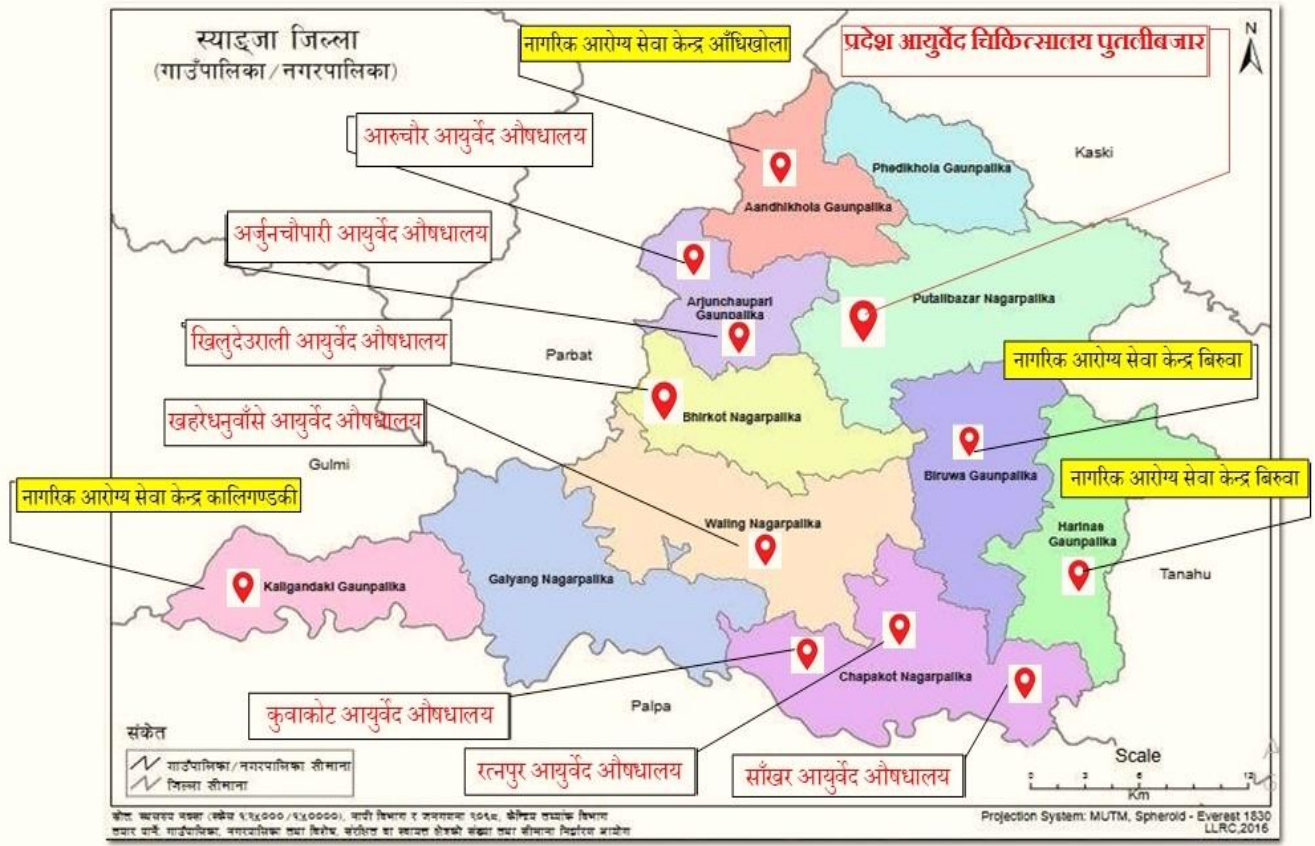 स्याङ्जा जिल्ला
(गाउँपालिका/नगरपालिका)
नागरिक आरोग्य सेवा केन्द्र आँधिखोला
प्रदेश आयुर्वेद चिकित्सालय पुतलीबजार
N
आरुचौर आयुर्वेद औषधालय
Kaski
Phedikhola Gaunpalika
Aandhikhola Gaunpalika
अर्जुनचौपारी आयुर्वेद औषधालय
Arjunchaupari
Gaunpalika
Putalibazar Nagarpalika
खिलुदेउराली आयुर्वेद औषधालय
Parbat
नागरिक आरोग्य सेवा केन्द्र बिरुवा
खहरेधनुवाँसे आयुर्वेद औषधालय
Bhirkot Nagarpalika
Gulmi
Biruwa Gaunpalika
नागरिक आरोग्य सेवा केन्द्र बिरुवा
नागरिक आरोग्य सेवा केन्द्र कालिगण्डकी
Waling Nagarpalika
Harinas
Gaunpalika
Tanahu
Kaligandaki Gaunpalika
Galyang Nagarpalika
Chapakot Nagarpalika
Palpa
कुवाकोट आयुर्वेद औषधालय
रत्नपुर आयुर्वेद औषधालय
साँखर आयुर्वेद औषधालय
संकेत
गाउँपालिका/नगरपालिका सीमाना
जिल्ला सीमाना
Scale
0 3 6 12
Km
Projection System: MUTM, Spheroid - Everest 1830
LLRC,2016